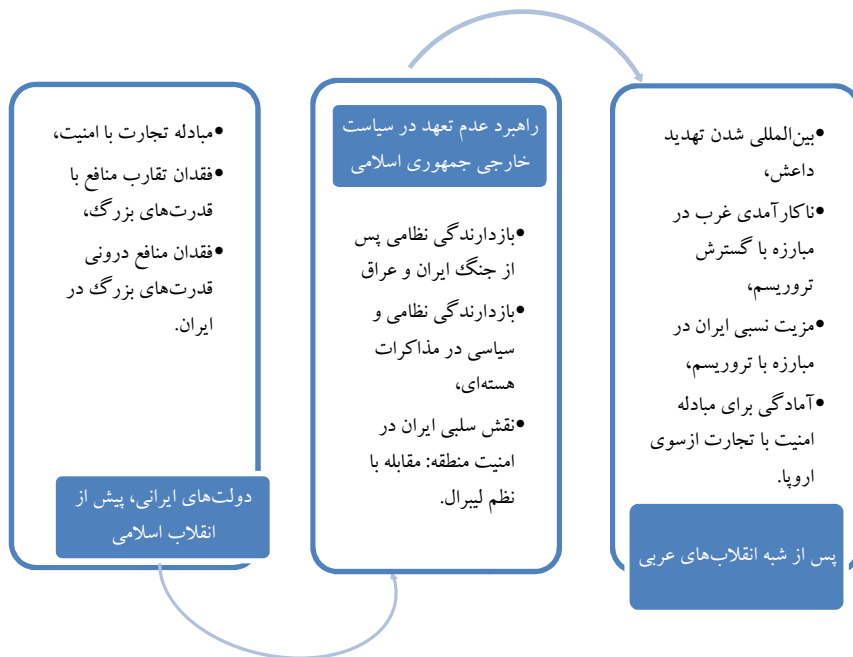 •مبادله تجارت با امنیت،
•فقدان تقارب منافع با
قدرت‌های بزرگ،
•فقدان منافع درونی
قدرت‌های بزرگ در
ایران.
دولت‌های ایرانی، پیش از
انقلاب اسلامی
راهبرد عدم تعهد در سیاست
خارجی جمهوری اسلامی
•بازدارندگی نظامی پس
از جنگ ایران و عراق
•بازدارندگی نظامی و
سیاسی در مذاکرات
هسته‌ای،
•نقش سلبی ایران در
امنیت منطقه: مقابله با
نظم لیبرال.
•بین‌المللی شدن تهدید
داعش،
•ناکارآمدی غرب در
مبارزه با گسترش
تروریسم،
•مزیت نسبی ایران در
مبارزه با تروریسم،
•آمادگی برای مبادله
امنیت با تجارت ازسوی
اروپا.
پس از شبه انقلاب‌های عربی